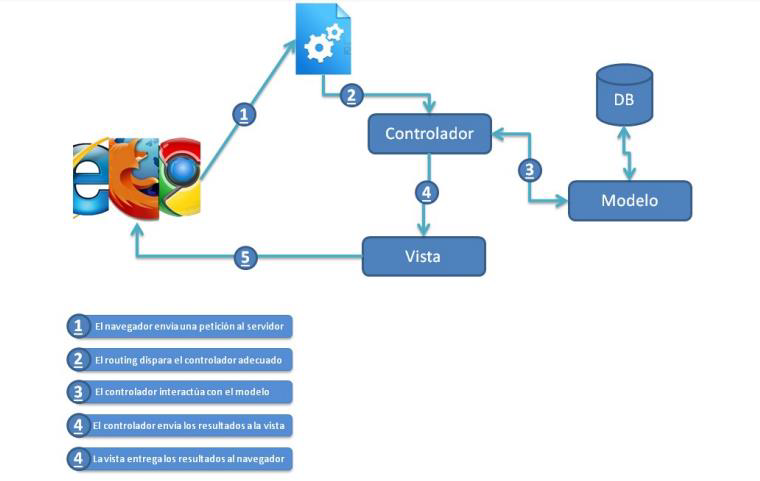 1
2
DB
Controlador
3
4
Modelo
Vista
5
1 El navegador envía una petición al servidor
2 El routing dispara el controlador adecuado
3 El controlador interactúa con el modelo
4 El controlador envía los resultados a la vista
4 La vista entrega los resultados al navegador